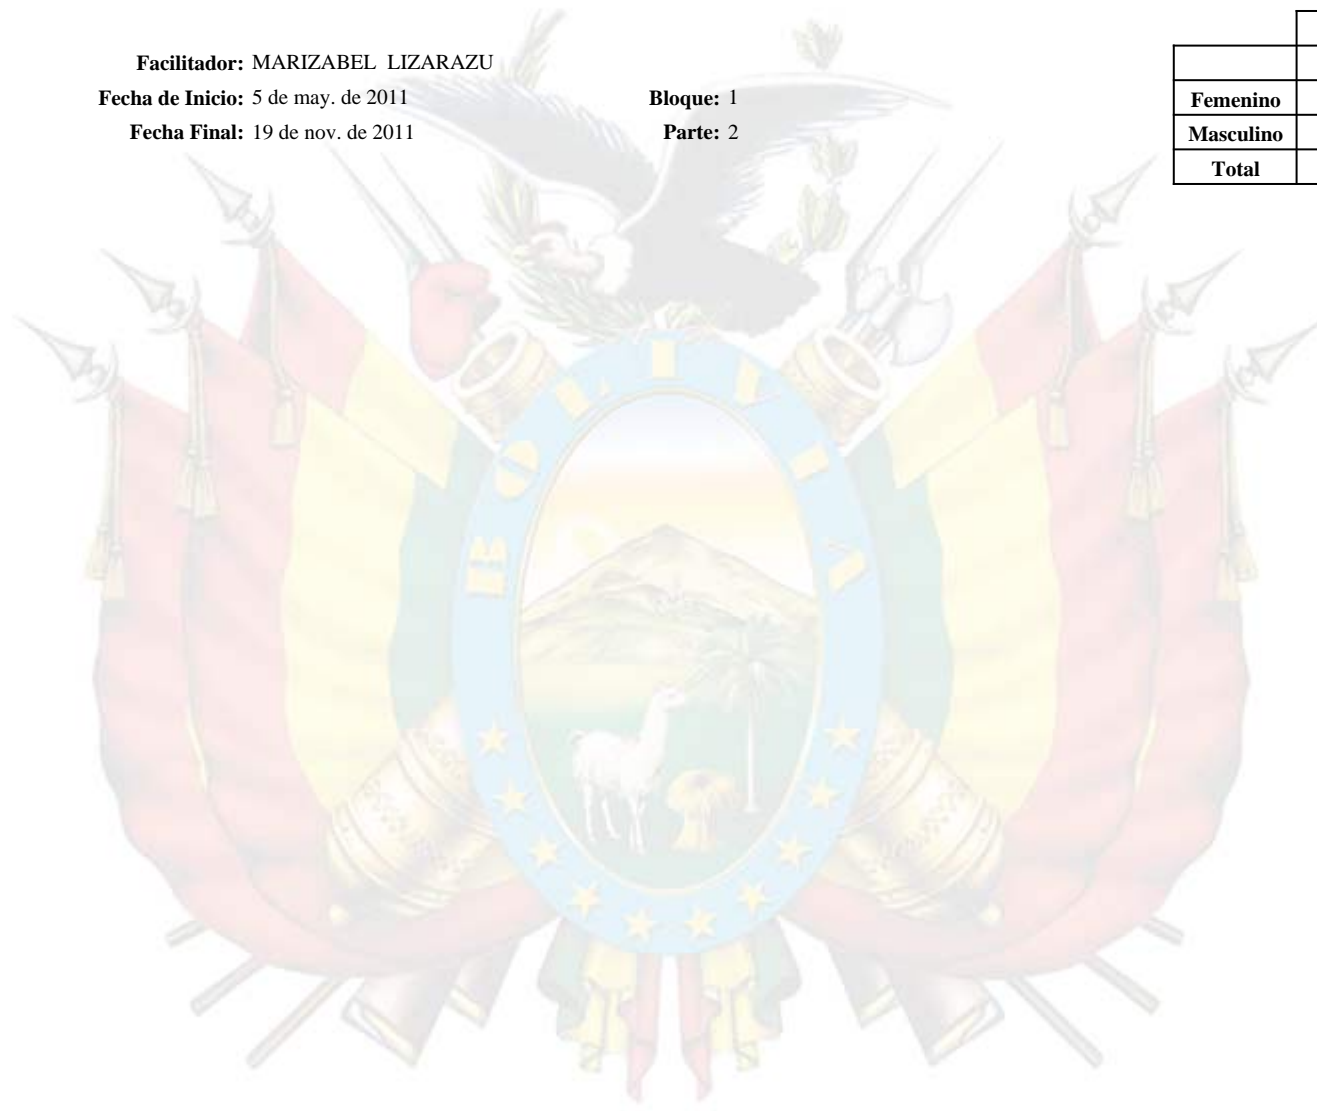 Facilitador: MARIZABEL LIZARAZU
Fecha de Inicio: 5 de may. de 2011
Bloque: 1
Fecha Final: 19 de nov. de 2011
Parte: 2
Femenino
Masculino
Total
BOLIVIA